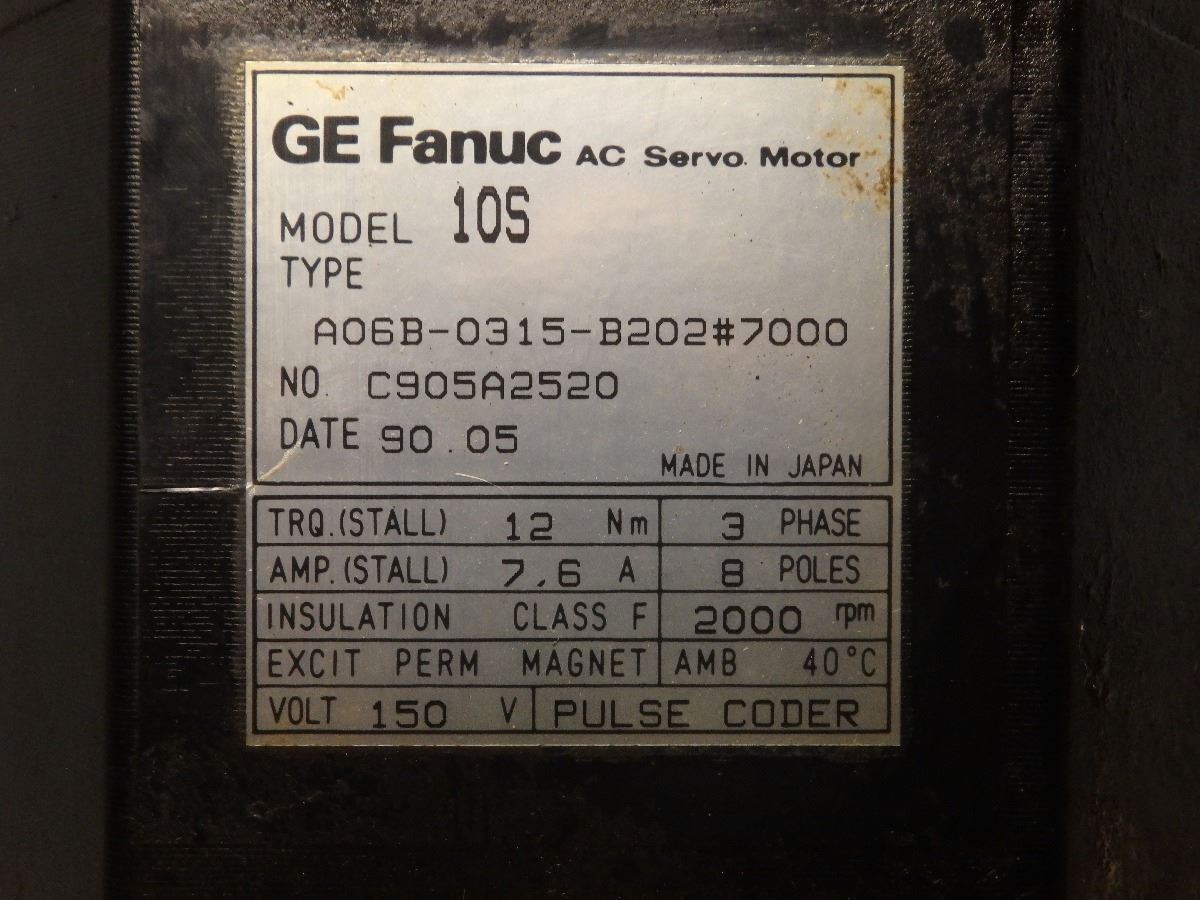 GE Fanuc AC Servo Motor
MODEL 10S
TYPE
A06B-0315-B202#7000
NO. C905A2520
DATE 90.05
MADE IN JAPAN
TRQ.(STALL) 12 Nm 3 PHASE
AMP.(STALL) 7.6 A 8 POLES
INSULATION CLASS F 2000 rpm
EXCIT PERM MAGNET AMB 40°C
VOLT 150 V PULSE CODER